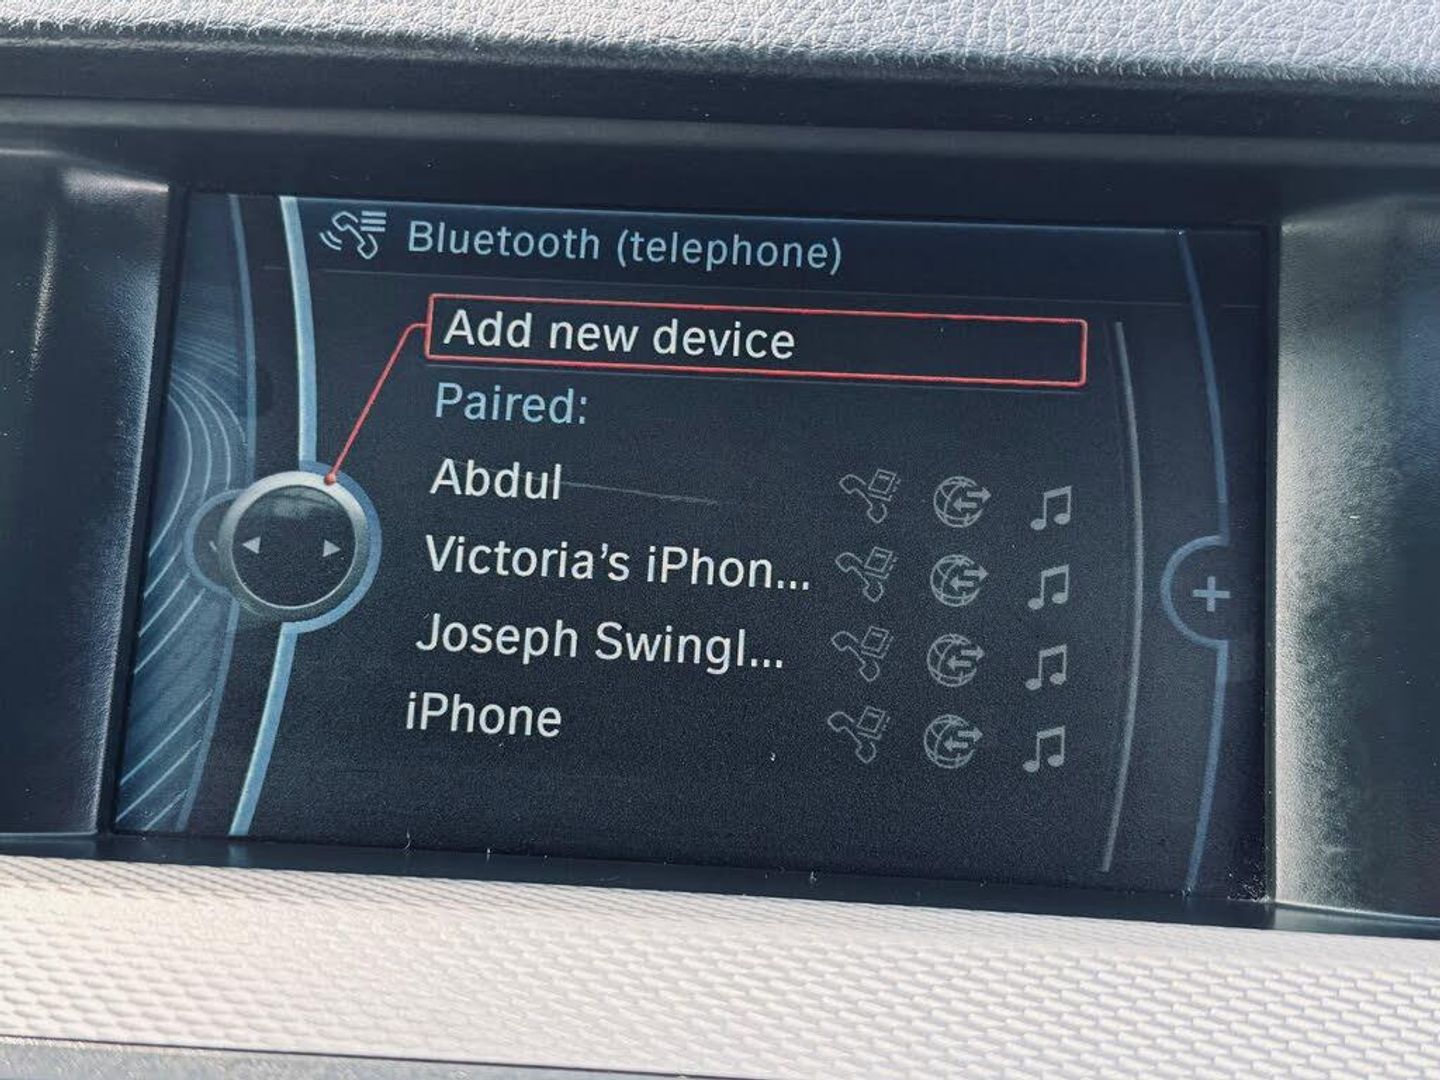 Bluetooth (telephone)
Add new device
Paired:
Abdul
Victoria's iPhon...
Joseph Swingl...
iPhone